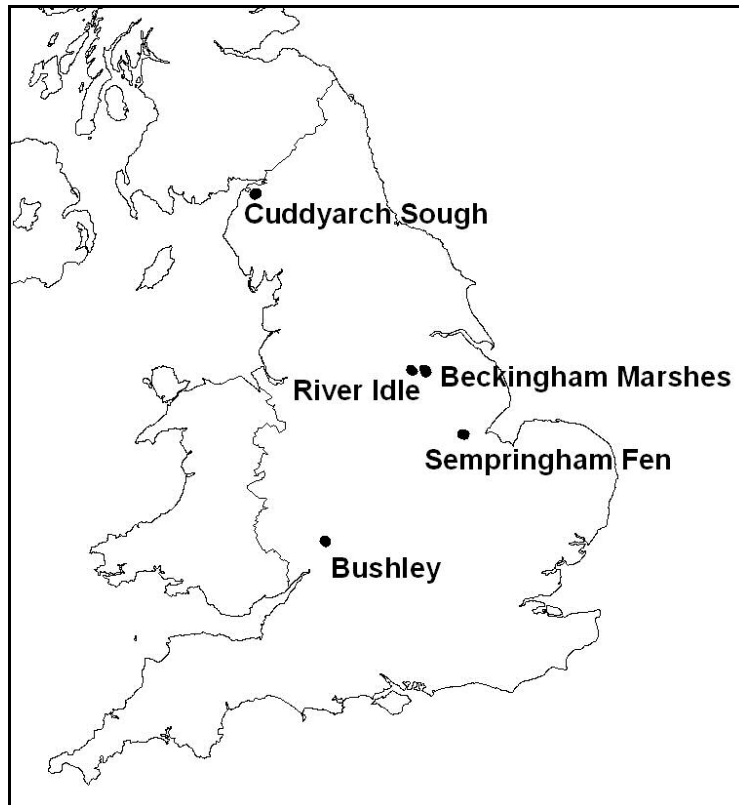 Cuddyarch Sough
Beckingham Marshes
River Idle
Sempringham Fen
Bushley